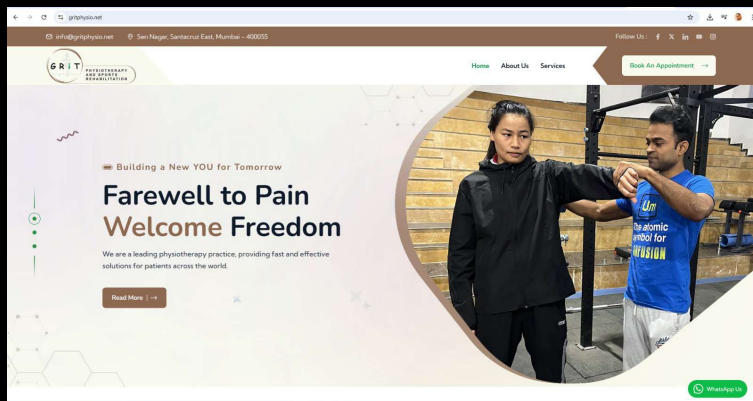 gritphysio.net
info@gritphysio.net
Sen Nagar, Santacruz East, Mumbai - 400055
Follow Us :
GRiT
PHYSIOTHERAPY
AND SPORTS
REHABILITATION
Home
About Us
Services
Book An Appointment →
Building a New YOU for Tomorrow
Farewell to Pain
Welcome Freedom
We are a leading physiotherapy practice, providing fast and effective
solutions for patients across the world.
Read More | →
Um
The atomic
symbol for
WhatsApp Us